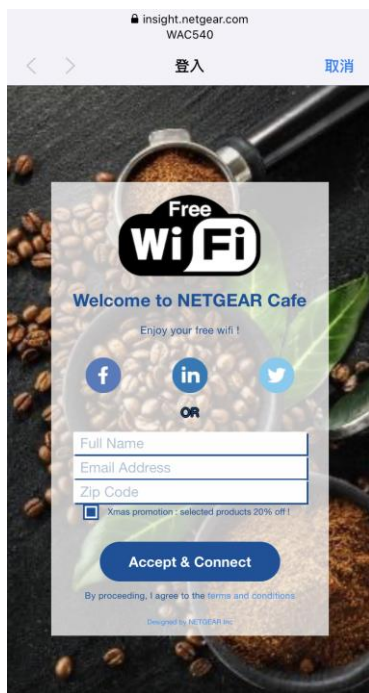 insight.netgear.com
WAC540
登入
取消
Free
Wi Fi
Welcome to NETGEAR Cafe
Enjoy your free wifi !
f
in
OR
Full Name
Email Address
Zip Code
Xmas promotion : selected products 20% off !
Accept & Connect
By proceeding, I agree to the terms and conditions
Designed by NETGEAR Inc